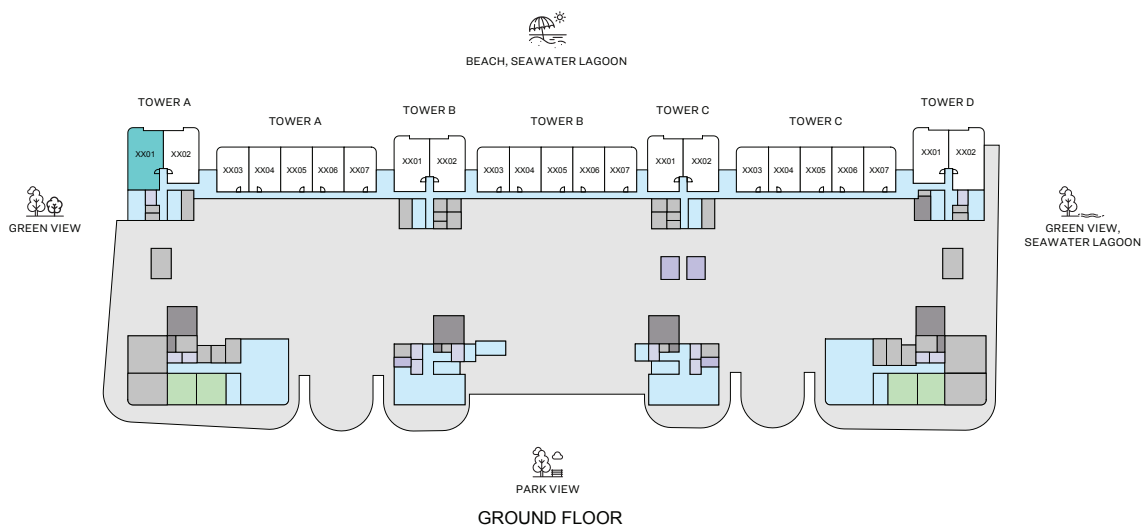 BEACH, SEAWATER LAGOON
TOWER A
TOWER A
TOWER B
TOWER B
TOWER C
TOWER C
TOWER D
XX01
XX02
XX03
XX04
XX05
XX06
XX07
XX01
XX02
XX03
XX04
XX05
XX06
XX07
XX01
XX02
XX03
XX04
XX05
XX06
XX07
XX01
XX02
GREEN VIEW
GREEN VIEW,
SEAWATER LAGOON
PARK VIEW
GROUND FLOOR